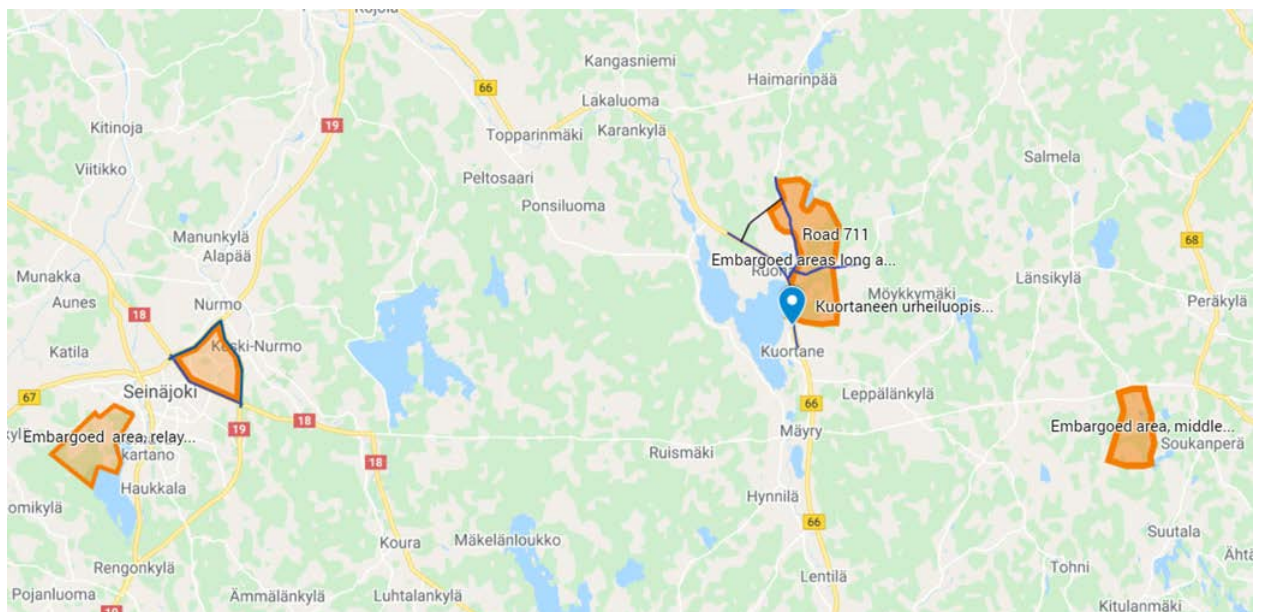 Kojola
Kangasniemi
66
Haimarinpää
Kitinoja
19
Lakaluoma
Topparinmäki
Karankylä
Viitikko
Peltosaari
Salmela
Ponsiluoma
Manunkylä
Alapää
Road 711
68
Munakka
Embargoed areas long a...
Länsikylä
Aunes
Nurmo
18
Möykkymäki
Kuortaneen urheiluopis...
Peräkylä
Katila
Keski-Nurmo
Kuortane
67
Seinäjoki
Leppälänkylä
66
19
18
Embargoed area, relay...
Mäyry
Embargoed area, middle...
Soukanperä
kartano
18
Ruismäki
Haukkala
Hynnilä
omikylä
66
Suutala
Koura
Mäkelänloukko
Rengonkylä
Tohni
Ähtä
Lentilä
Pojanluoma
Ämmälänkylä
Luhtalankylä
Kitulanmäki